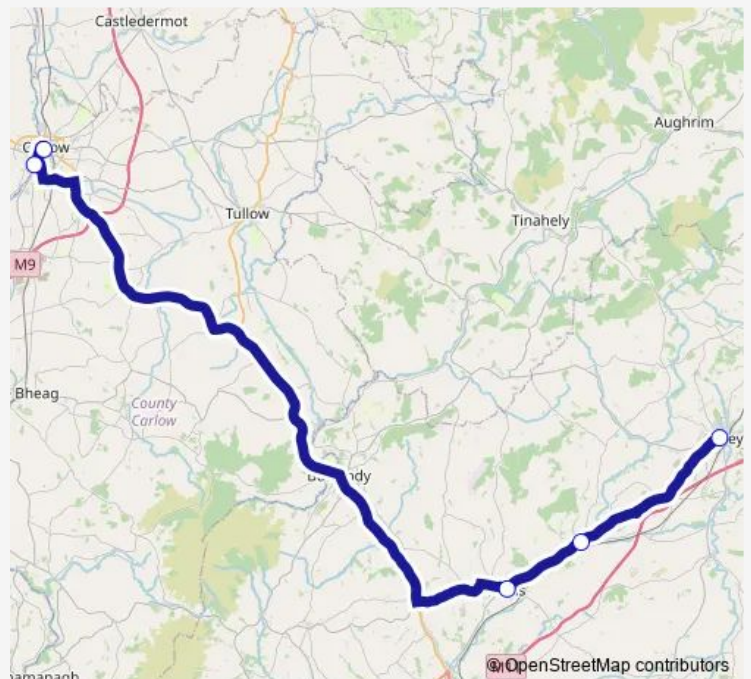 Castledermot
Aughrim
Tullow
Tinahely
M9
Bheag
County
Carlow
© OpenStreetMap contributors